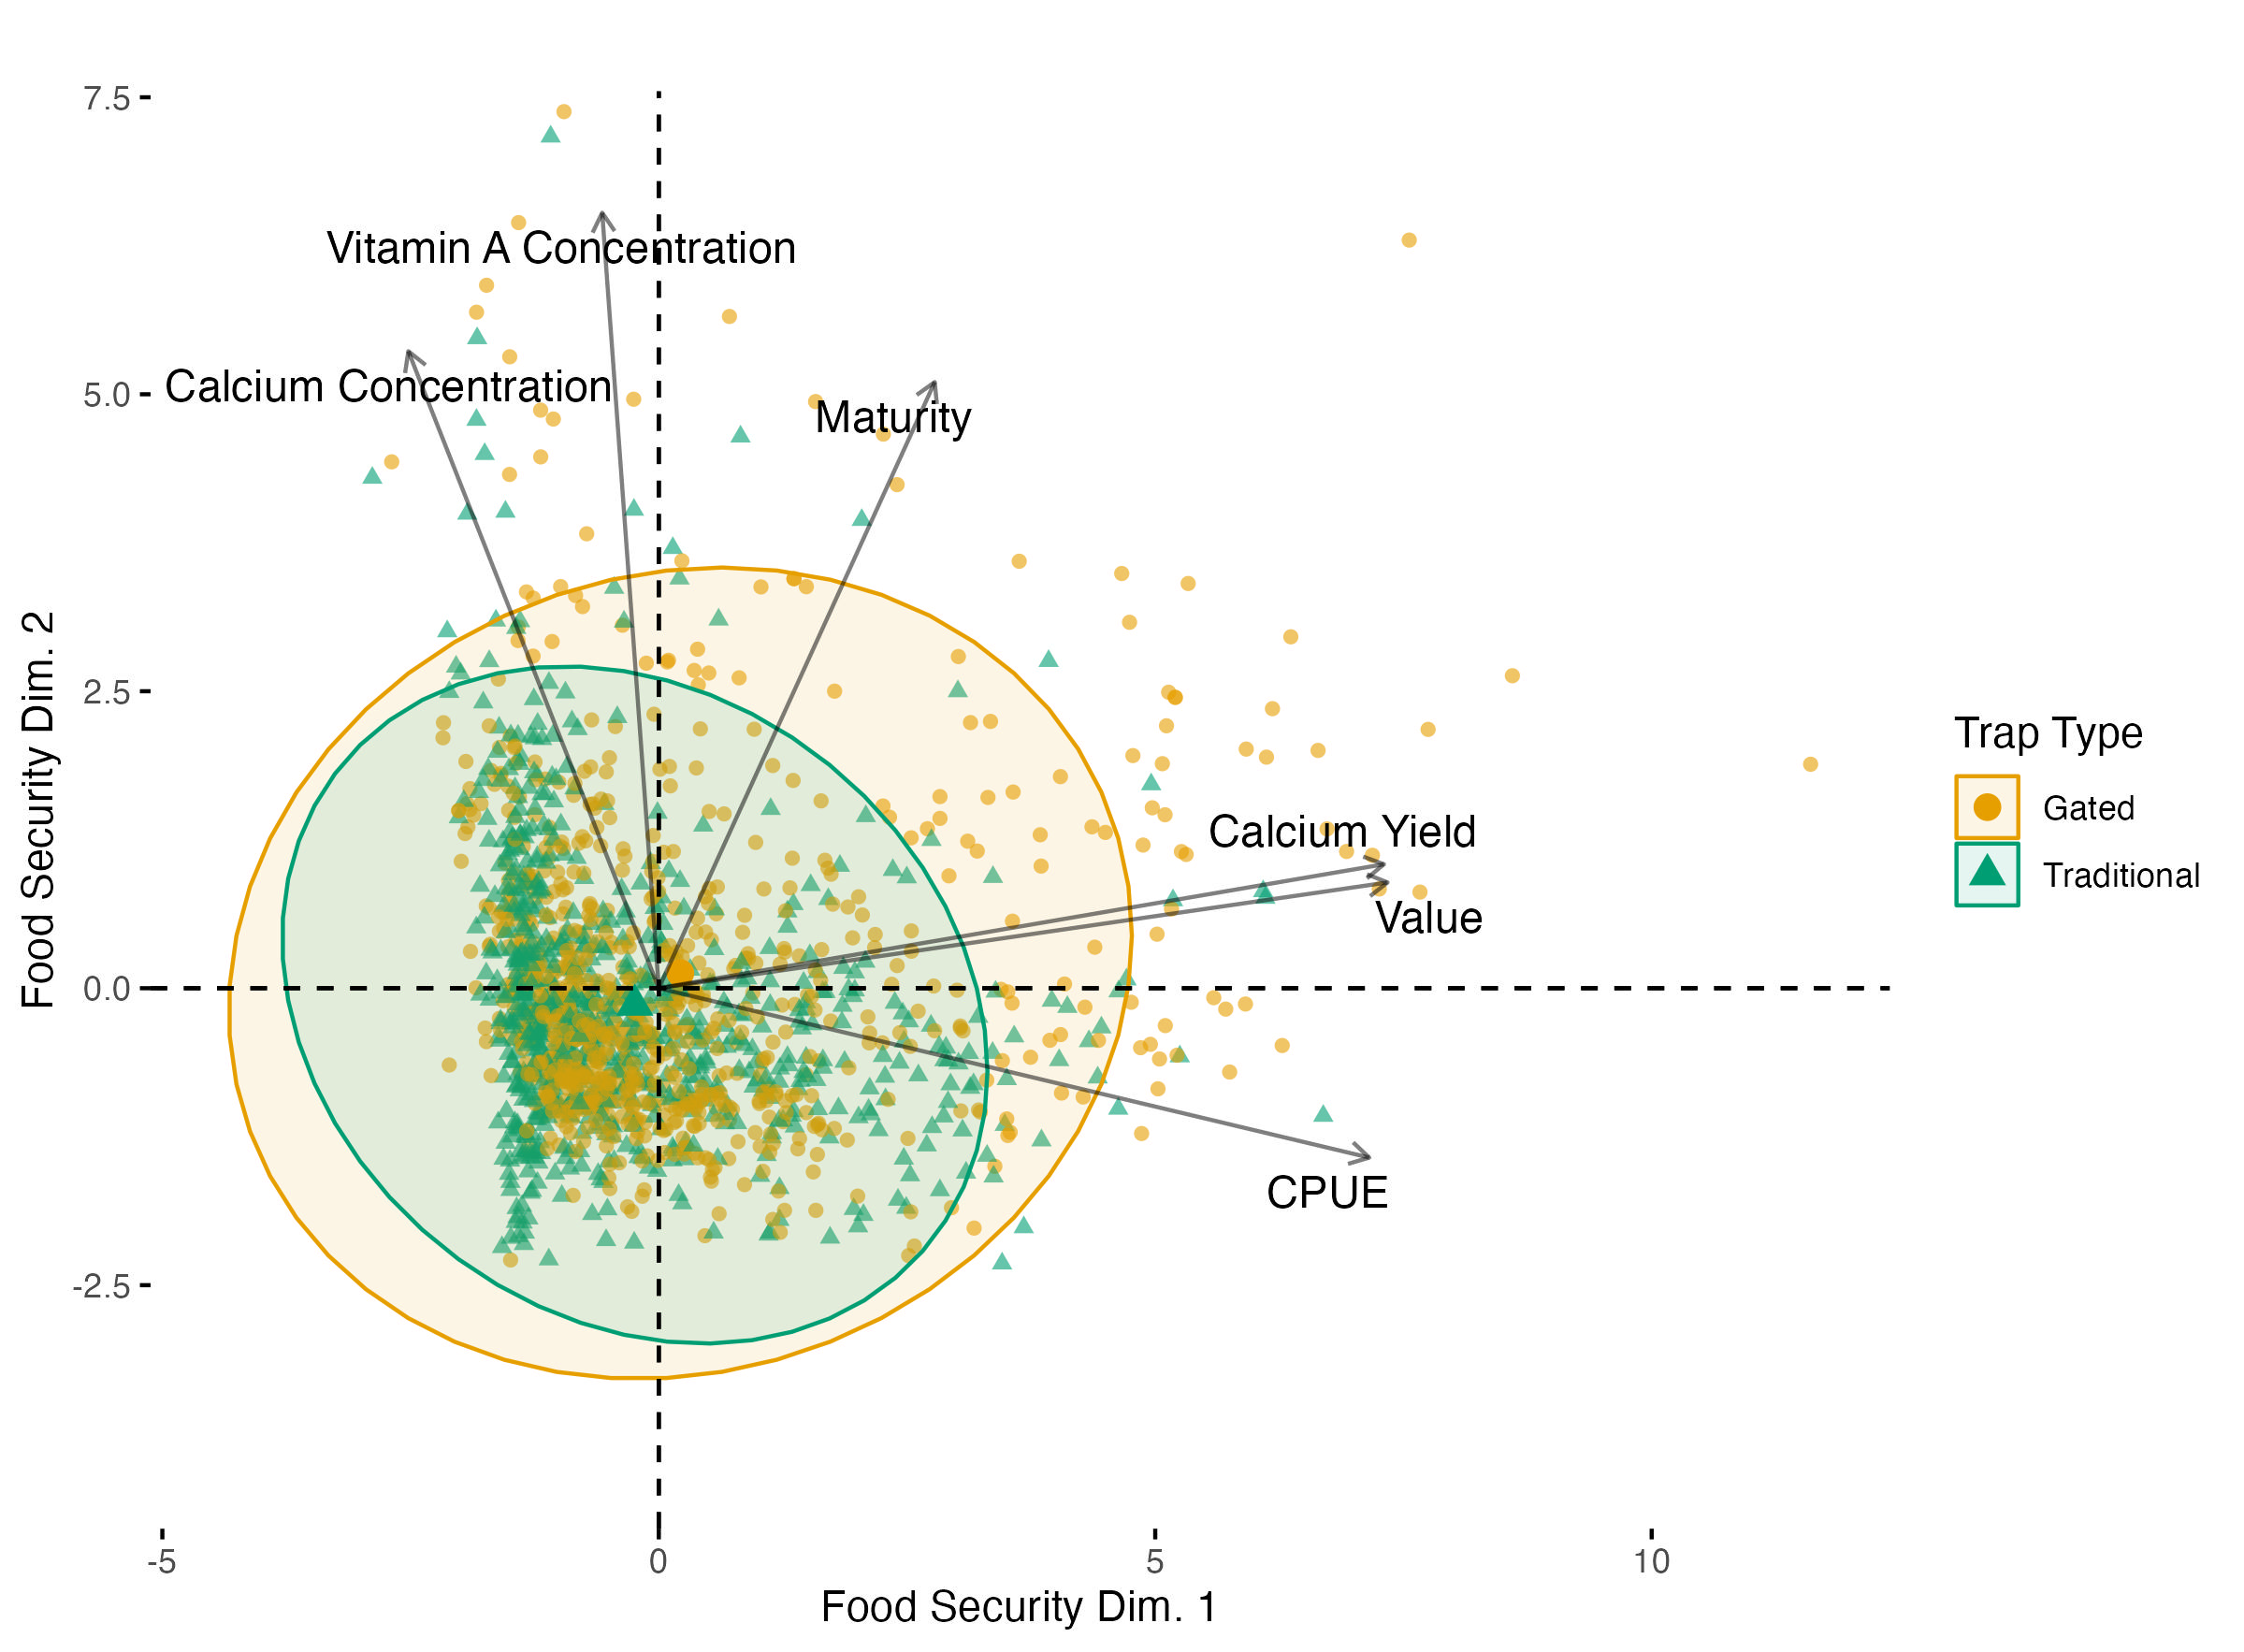 7.5
5.0
2.5
0.0
-2.5
Food Security Dim. 2
Vitamin A Concentration
Calcium Concentration
Maturity
Calcium Yield
Value
CPUE
-5
0
5
10
Food Security Dim. 1
Trap Type
Gated
Traditional